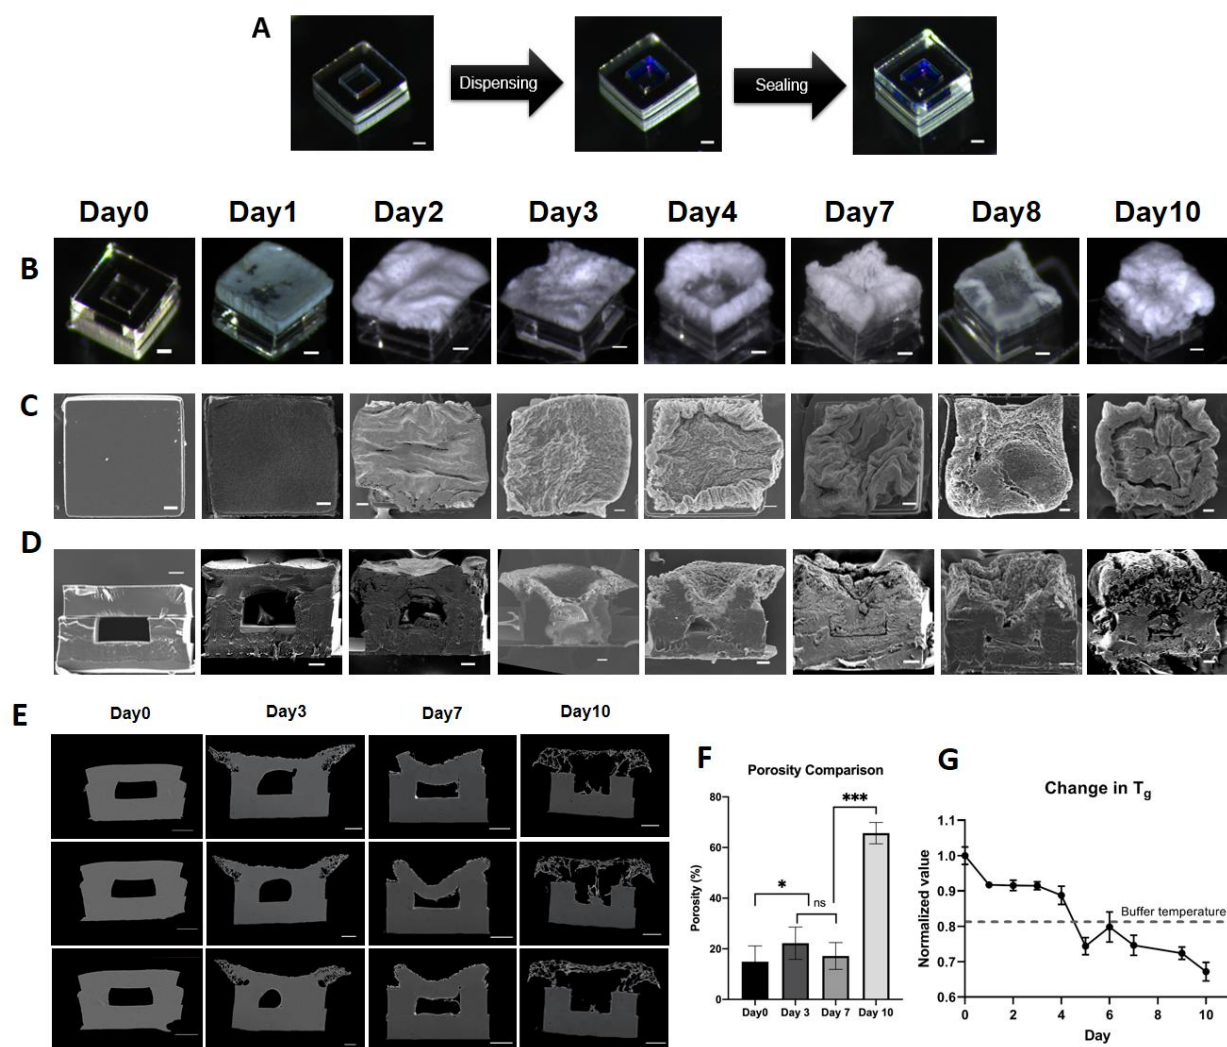 A
Dispensing
Sealing
Day0 Day1 Day2 Day3 Day4 Day7 Day8 Day10
B
C
D
E
Day0 Day3 Day7 Day10
F
Porosity Comparison
Porosity (%)
80
60
40
20
0
*
ns
***
Day0 Day 3 Day 7 Day 10
G
Change in Tg
Normalized value
1.1
1.0
0.9
0.8
0.7
0.6
Buffer temperature
0 2 4 6 8 10
Day